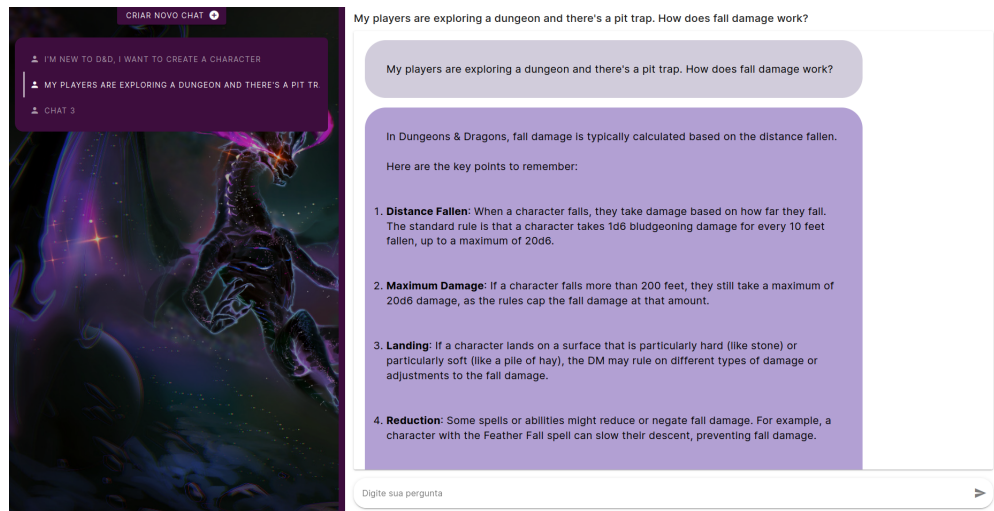 CRIAR NOVO CHAT
I'M NEW TO D&D, I WANT TO CREATE A CHARACTER
MY PLAYERS ARE EXPLORING A DUNGEON AND THERE'S A PIT TR
CHAT 3
My players are exploring a dungeon and there's a pit trap. How does fall damage work?
My players are exploring a dungeon and there's a pit trap. How does fall damage work?
In Dungeons & Dragons, fall damage is typically calculated based on the distance fallen.
Here are the key points to remember:
1. Distance Fallen: When a character falls, they take damage based on how far they fall.
The standard rule is that a character takes 1d6 bludgeoning damage for every 10 feet
fallen, up to a maximum of 20d6.
2. Maximum Damage: If a character falls more than 200 feet, they still take a maximum of
20d6 damage, as the rules cap the fall damage at that amount.
3. Landing: If a character lands on a surface that is particularly hard (like stone) or
particularly soft (like a pile of hay), the DM may rule on different types of damage or
adjustments to the fall damage.
4. Reduction: Some spells or abilities might reduce or negate fall damage. For example, a
character with the Feather Fall spell can slow their descent, preventing fall damage.
Digite sua pergunta